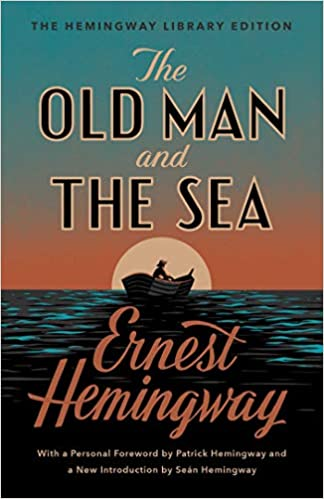 THE HEMINGWAY LIBRARY EDITION
The
OLD MAN
and
THE SEA
Ernest
Hemingway
With a Personal Foreword by Patrick Hemingway and
a New Introduction by Seán Hemingway